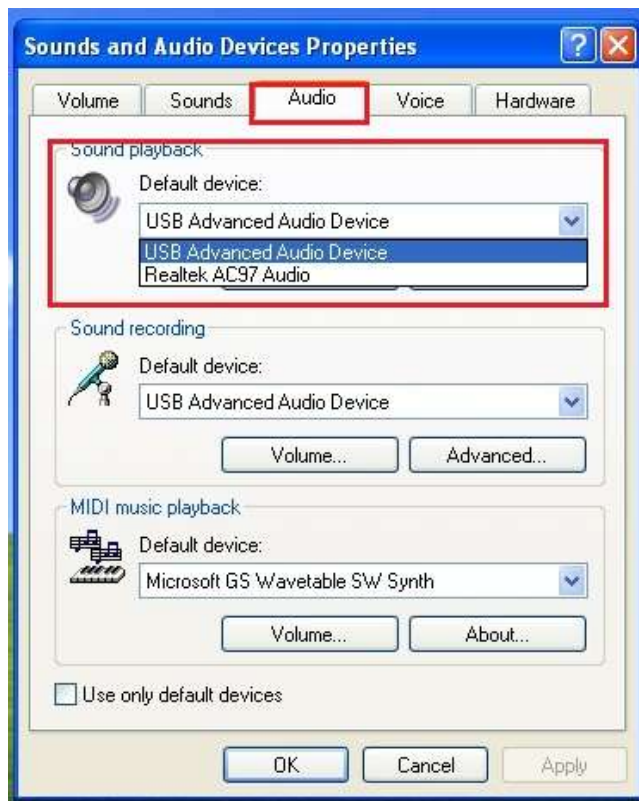 Sounds and Audio Devices Properties
Volume Sounds Audio Voice Hardware
Sound playback
Default device:
USB Advanced Audio Device
USB Advanced Audio Device
Realtek AC97 Audio
Sound recording
Default device:
USB Advanced Audio Device
Volume... Advanced...
MIDI music playback
Default device:
Microsoft GS Wavetable SW Synth
Volume... About...
Use only default devices
OK Cancel Apply